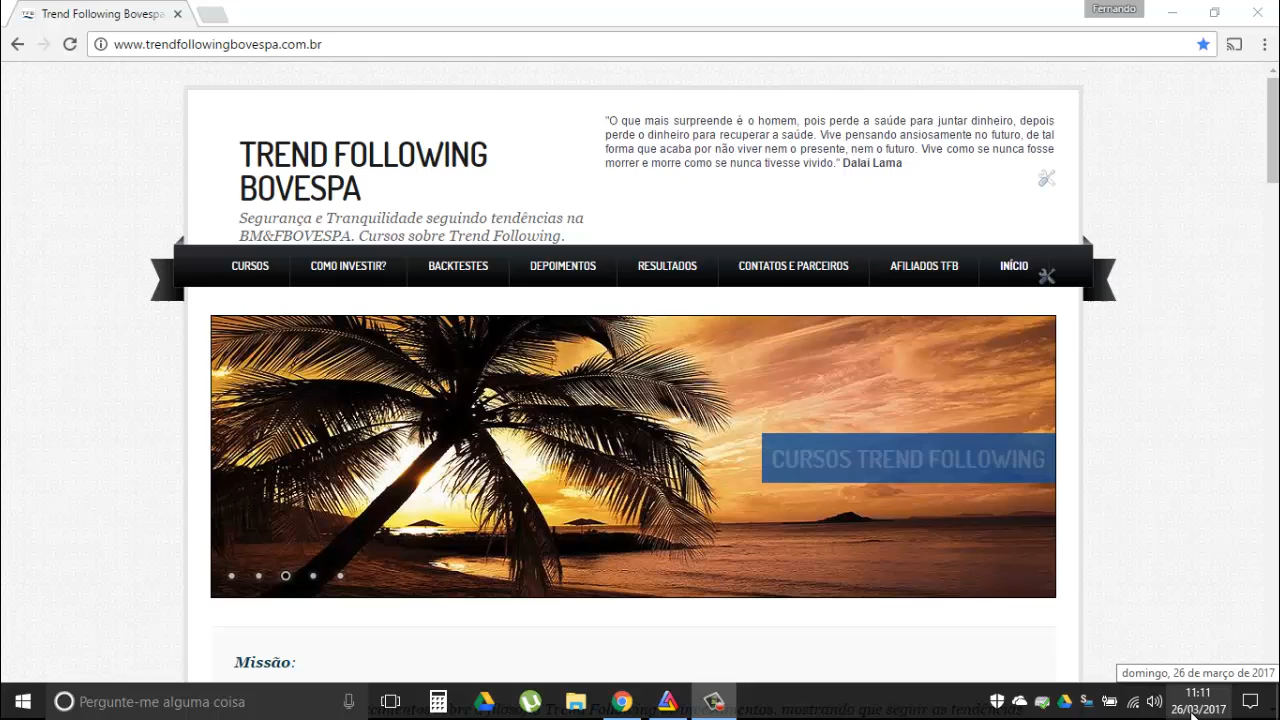 Trend Following Bovespa
Fernando
www.trendfollowingbovespa.com.br
TREND FOLLOWING
BOVESPA
Segurança e Tranquilidade seguindo tendências na
BM&FBOVESPA. Cursos sobre Trend Following.
"O que mais surpreende é o homem, pois perde a saúde para juntar dinheiro, depois
perde o dinheiro para recuperar a saúde. Vive pensando ansiosamente no futuro, de tal
forma que acaba por não viver nem o presente, nem o futuro. Vive como se nunca fosse
morrer e morre como se nunca tivesse vivido." Dalai Lama
CURSOS COMO INVESTIR? BACKTESTES DEPOIMENTOS RESULTADOS CONTATOS E PARCEIROS AFILIADOS TFB INÍCIO
CURSOS TREND FOLLOWING
Missão:
domingo, 26 de março de 2017
Pergunte-me alguma coisa
11:11
26/03/2017